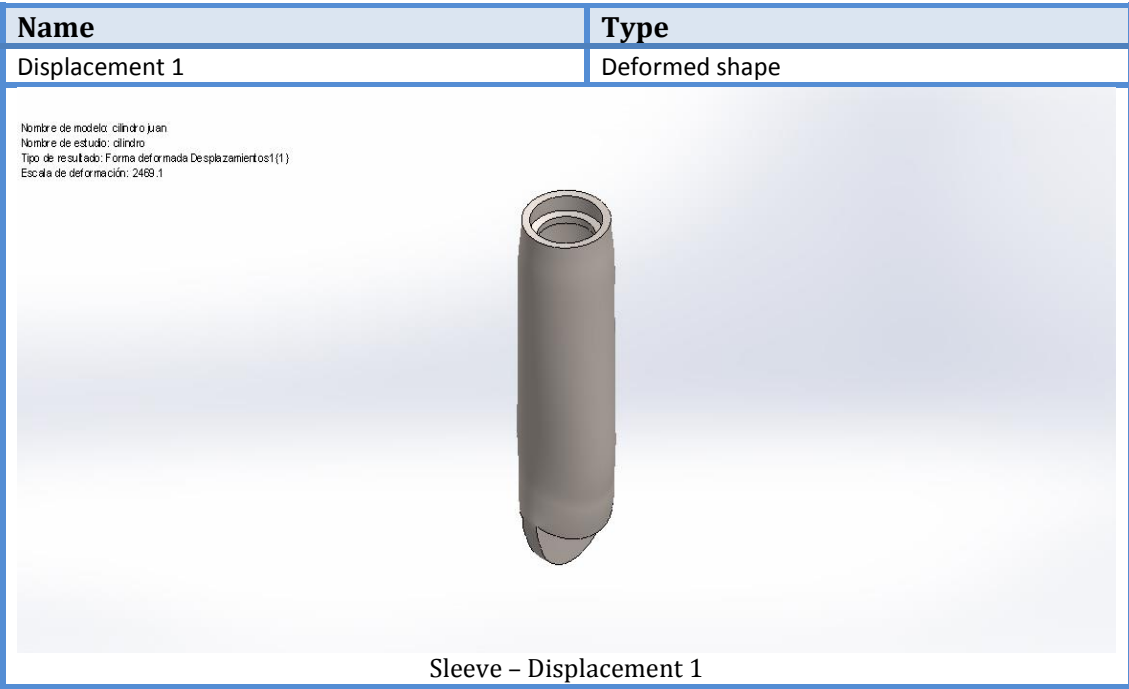 Name Type
Displacement 1 Deformed shape
Nombre de modelo: cilindro juan
Nombre de estudio: cilindro
Tipo de resultado: Forma deformada Desplazamientos1{1}
Escala de deformación: 2469.1
Sleeve – Displacement 1